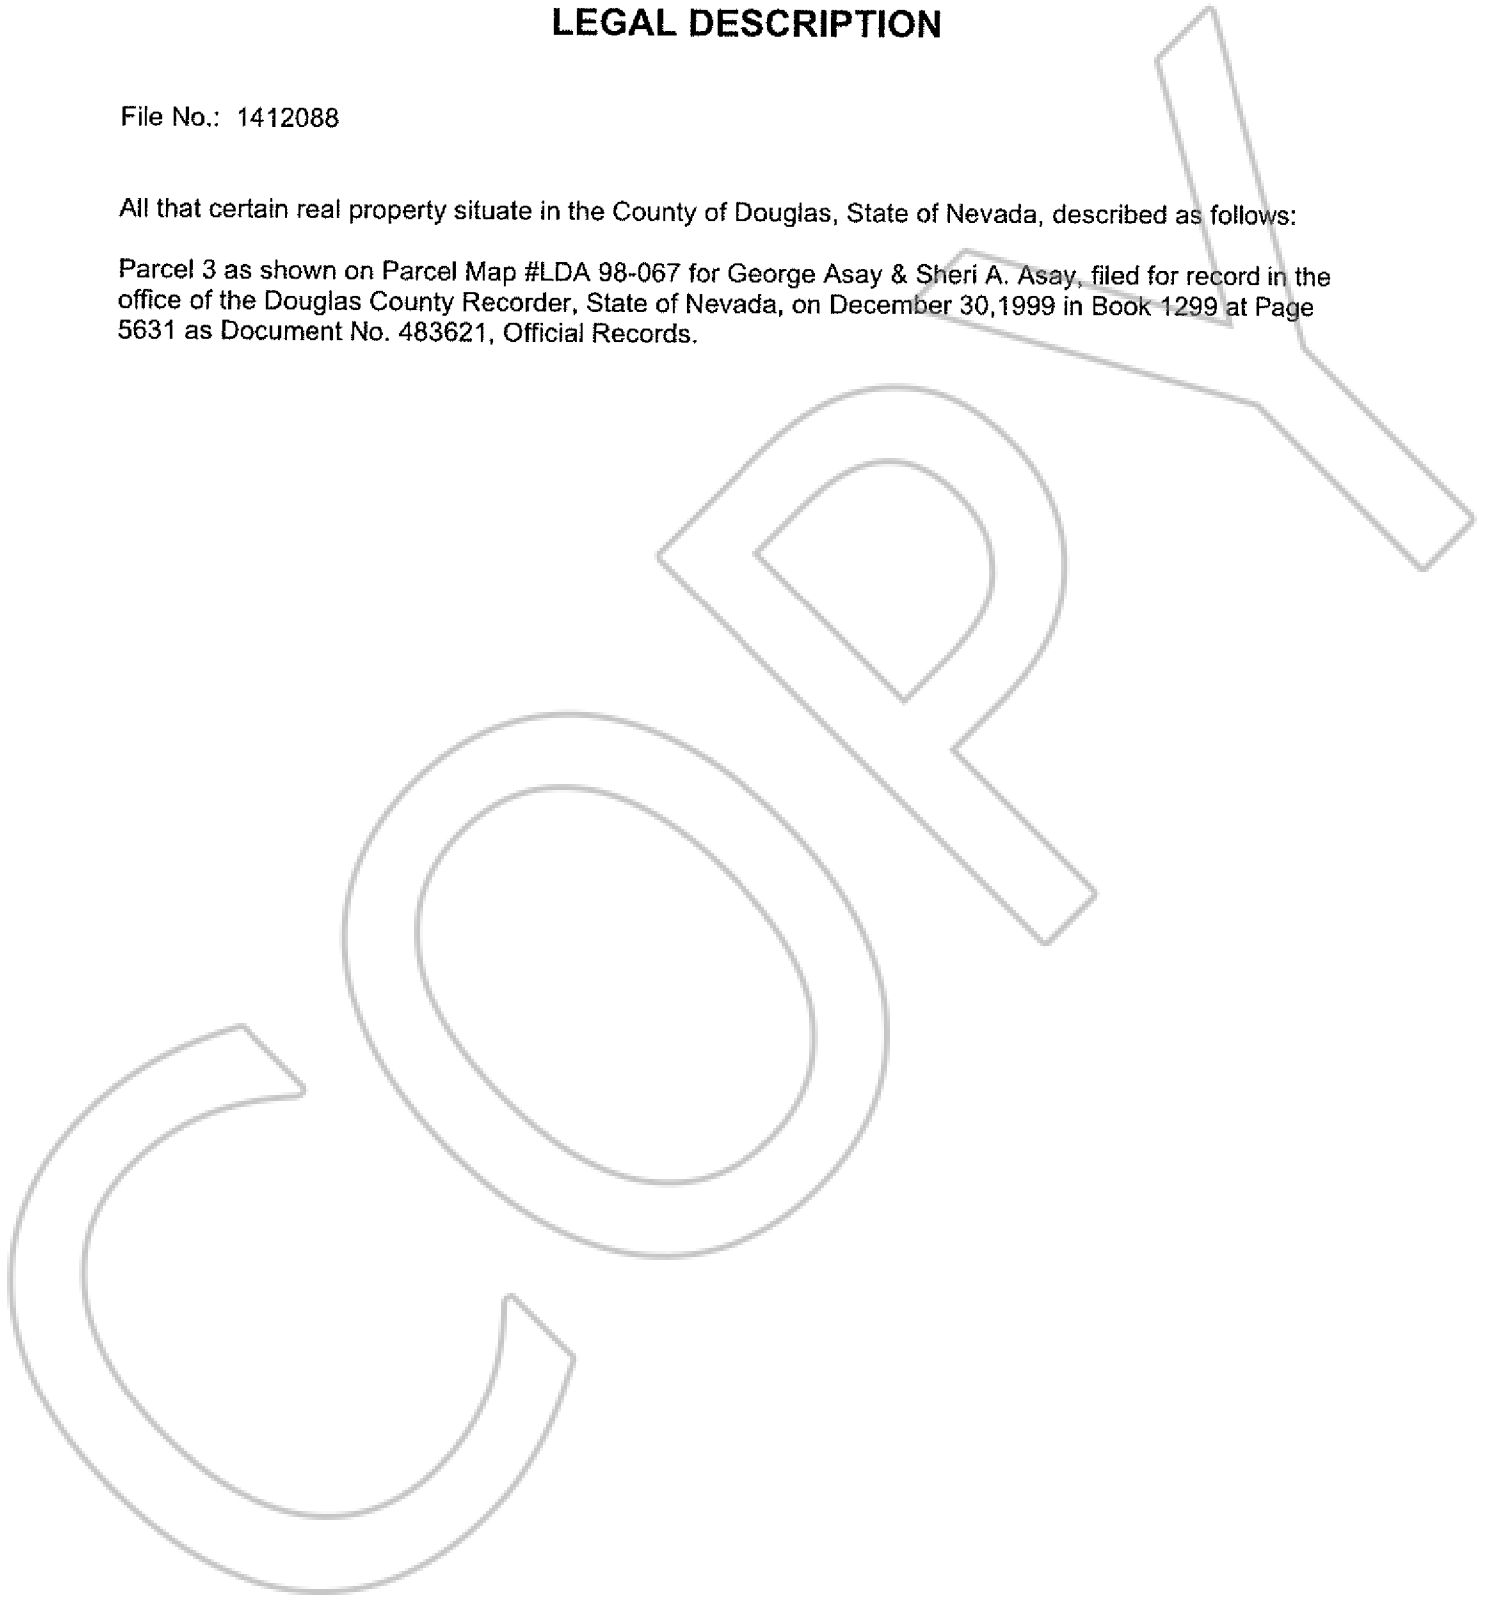 LEGAL DESCRIPTION
File No.: 1412088
All that certain real property situate in the County of Douglas, State of Nevada, described as follows:
Parcel 3 as shown on Parcel Map #LDA 98-067 for George Asay & Sheri A. Asay, filed for record in the
office of the Douglas County Recorder, State of Nevada, on December 30,1999 in Book 1299 at Page
5631 as Document No. 483621, Official Records.
COPY